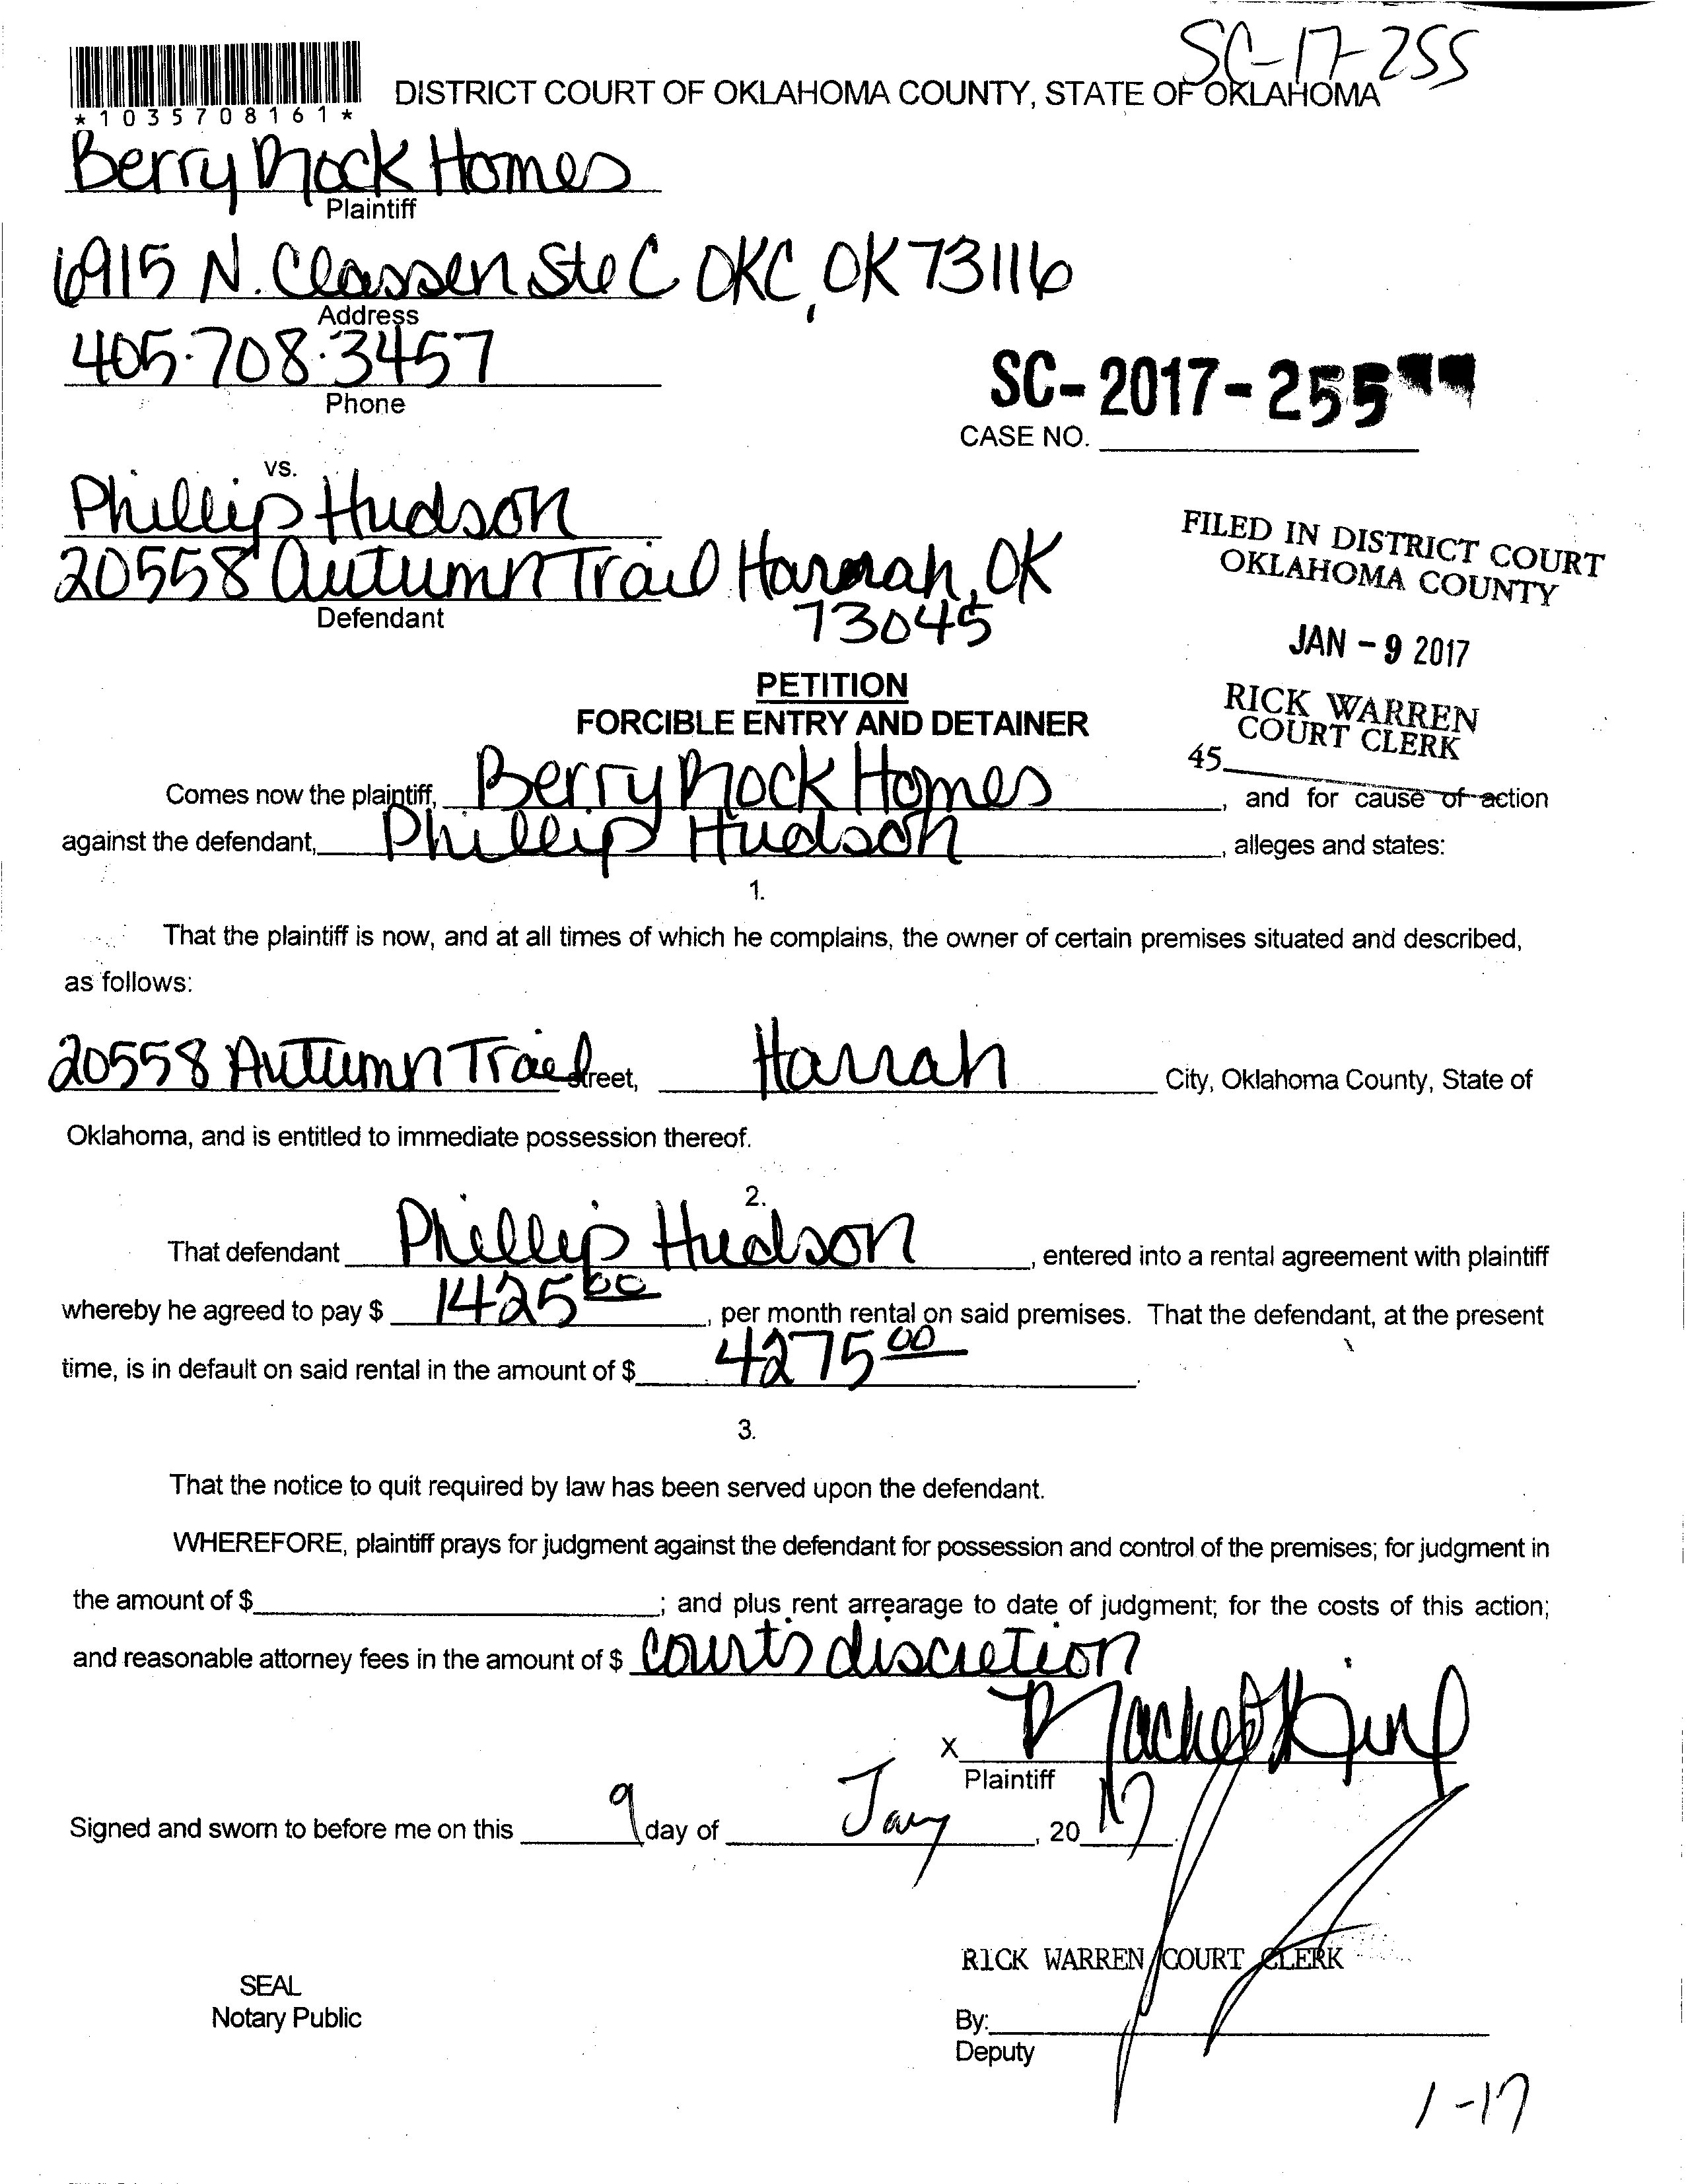 SC-17-255
*1035708161*
DISTRICT COURT OF OKLAHOMA COUNTY, STATE OF OKLAHOMA
Berry Rock Homes
Plaintiff
6915 N. Classen Ste C OKC, OK 73116
Address
405.708.3457
Phone
SC-2017-255
CASE NO.
vs.
Phillip Hudson
20558 Autumn Trail Harrah, OK
73045
Defendant
FILED IN DISTRICT COURT
OKLAHOMA COUNTY
JAN - 9 2017
RICK WARREN
COURT CLERK
45
PETITION
FORCIBLE ENTRY AND DETAINER
Comes now the plaintiff, Berry Rock Homes, and for cause of action
against the defendant, Phillip Hudson, alleges and states:
1.
That the plaintiff is now, and at all times of which he complains, the owner of certain premises situated and described,
as follows:
20558 Autumn Trail Street, Harrah City, Oklahoma County, State of
Oklahoma, and is entitled to immediate possession thereof.
2.
That defendant Phillip Hudson, entered into a rental agreement with plaintiff
whereby he agreed to pay $ 1425 00, per month rental on said premises. That the defendant, at the present
time, is in default on said rental in the amount of $ 4275 00.
3.
That the notice to quit required by law has been served upon the defendant.
WHEREFORE, plaintiff prays for judgment against the defendant for possession and control of the premises; for judgment in
the amount of $; and plus rent arrearage to date of judgment; for the costs of this action;
and reasonable attorney fees in the amount of $ courts discretion
X
Plaintiff
Signed and sworn to before me on this 9 day of Jany, 2017.
RICK WARREN COURT CLERK
SEAL
Notary Public
By:
Deputy
1-17